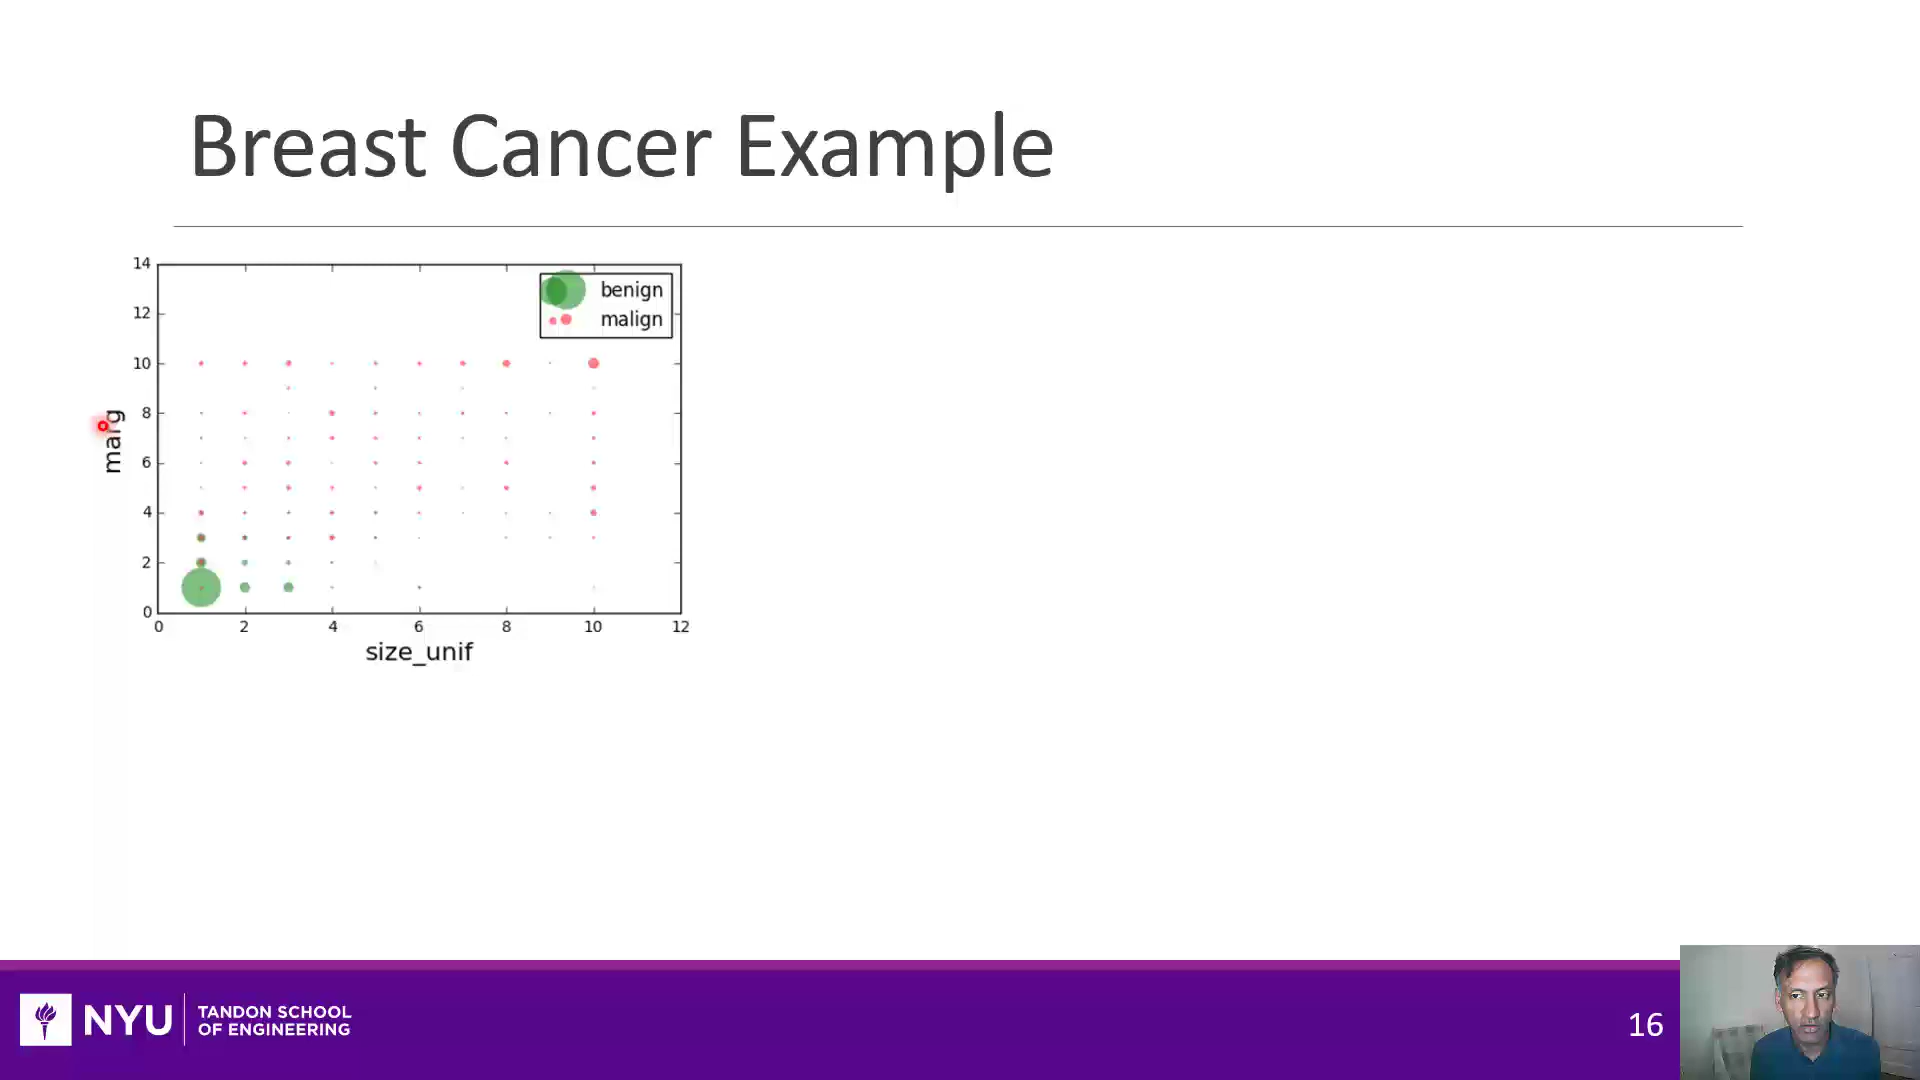 Breast Cancer Example
14
12
10
8
6
4
2
0
marg
benign
malign
0 2 4 6 8 10 12
size_unif
NYU
TANDON SCHOOL
OF ENGINEERING
16